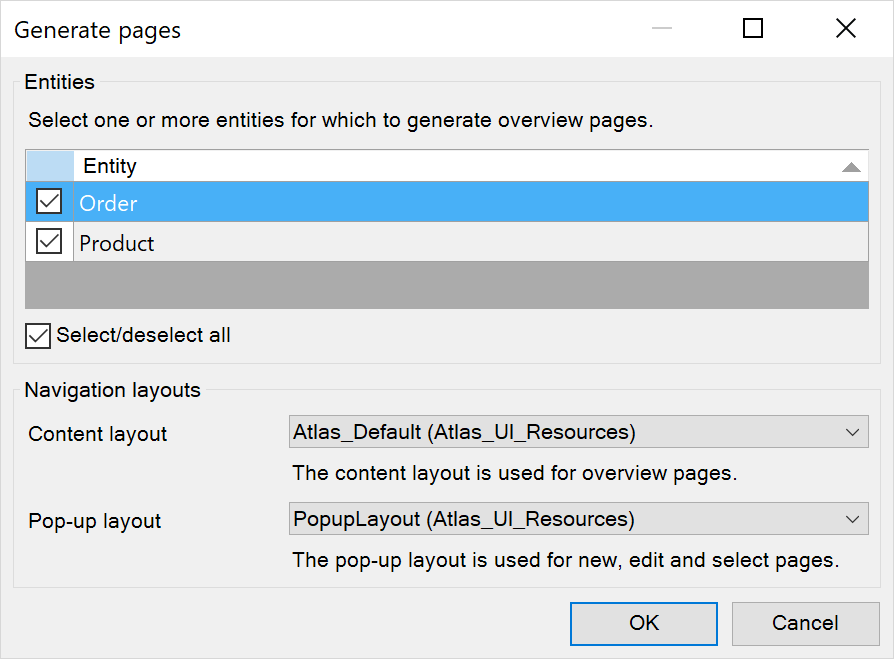 Generate pages
Entities
Select one or more entities for which to generate overview pages.
Entity
Order
Product
Select/deselect all
Navigation layouts
Content layout
Atlas_Default (Atlas_UI_Resources)
The content layout is used for overview pages.
Pop-up layout
PopupLayout (Atlas_UI_Resources)
The pop-up layout is used for new, edit and select pages.
OK
Cancel